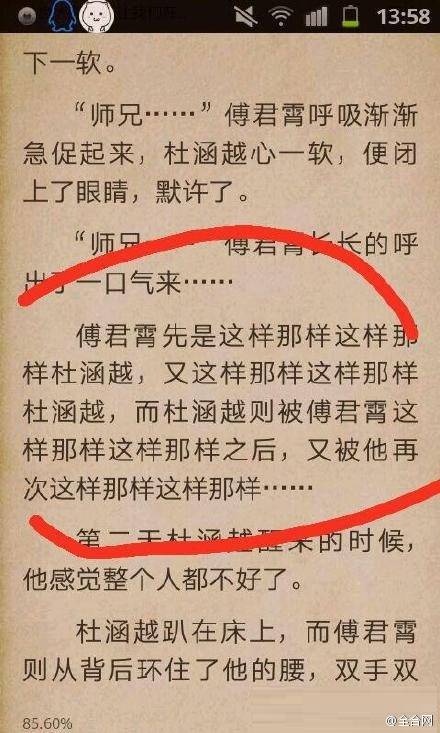 13:58
下一软。
“师兄……”傅君霄呼吸渐渐
急促起来，杜涵越心一软，便闭
上了眼睛，默许了。
“师兄 傅君霄长长的呼
出了一口气来……
傅君霄先是这样那样这样那
样杜涵越，又这样那样这样那样
杜涵越，而杜涵越则被傅君霄这
样那样这样那样之后，又被他再
次这样那样这样那样……
第二天杜涵越醒来的时候，
他感觉整个人都不好了。
杜涵越趴在床上，而傅君霄
则从背后环住了他的腰，双手双
85.60%
@全台网